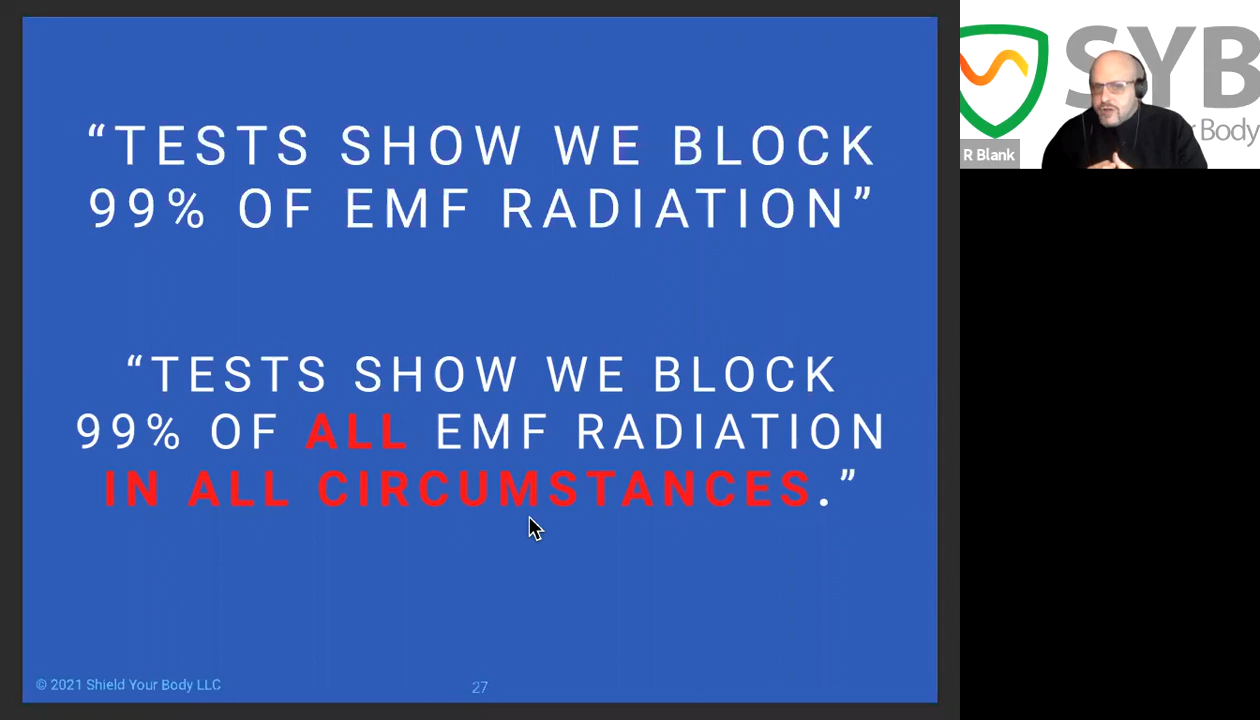 “TESTS SHOW WE BLOCK
99% OF EMF RADIATION”
“TESTS SHOW WE BLOCK
99% OF ALL EMF RADIATION
IN ALL CIRCUMSTANCES.”
© 2021 Shield Your Body LLC
27
SYB
r Body
R Blank